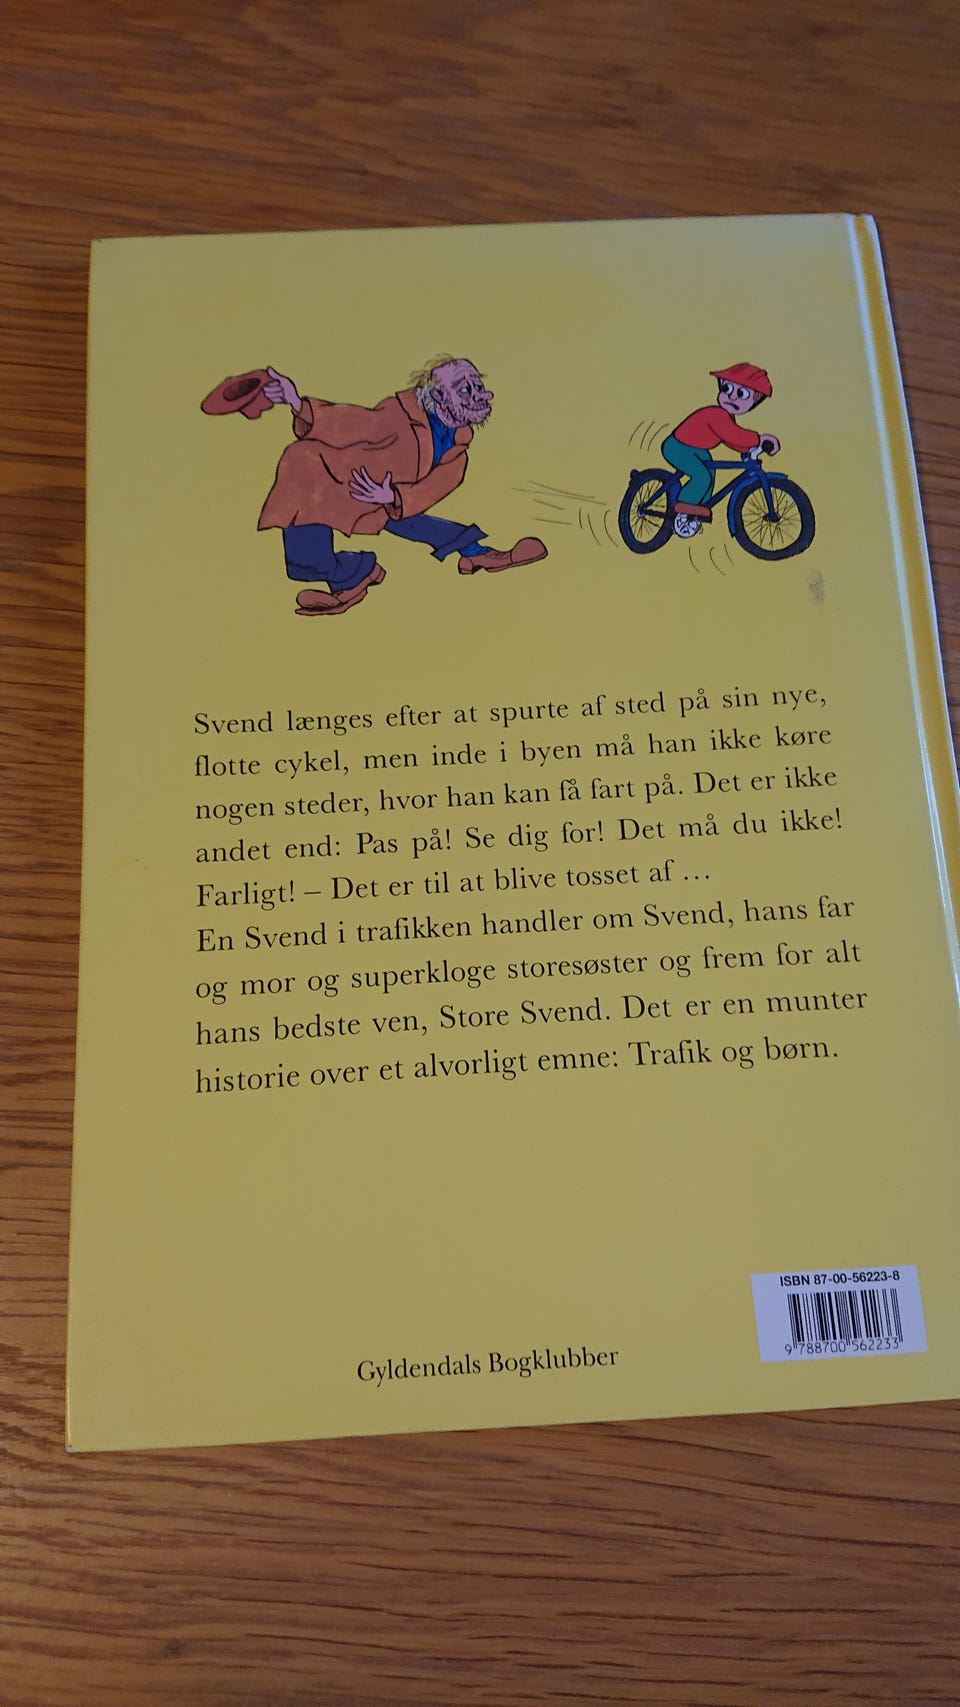 Svend længes efter at spurte af sted på sin nye,
flotte cykel, men inde i byen må han ikke køre
nogen steder, hvor han kan få fart på. Det er ikke
andet end: Pas på! Se dig for! Det må du ikke!
Farligt! – Det er til at blive tosset af ...
En Svend i trafikken handler om Svend, hans far
og mor og superkloge storesøster og frem for alt
hans bedste ven, Store Svend. Det er en munter
historie over et alvorligt emne: Trafik og børn.
ISBN 87-00-56223-8
9 788700 562233
Gyldendals Bogklubber